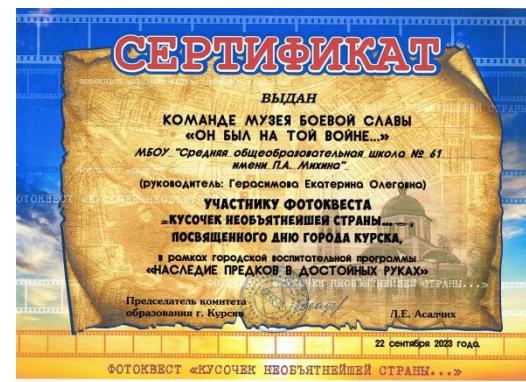 СЕРТИФИКАТ
ВЫДАН
КОМАНДЕ МУЗЕЯ БОЕВОЙ СЛАВЫ
«ОН БЫЛ НА ТОЙ ВОЙНЕ...»
МБОУ "Средняя общеобразовательная школа № 61
имени П.А. Михина"
(руководитель: Герасимова Екатерина Олеговна)
УЧАСТНИКУ ФОТОКВЕСТА
«КУСОЧЕК НЕОБЪЯТНЕЙШЕЙ СТРАНЫ...»,
ПОСВЯЩЕННОГО ДНЮ ГОРОДА КУРСКА,
в рамках городской воспитательной программы
«НАСЛЕДИЕ ПРЕДКОВ В ДОСТОЙНЫХ РУКАХ»
Председатель комитета
образования г. Курска
Л.Е. Асадчих
22 сентября 2023 года.
ФОТОКВЕСТ «КУСОЧЕК НЕОБЪЯТНЕЙШЕЙ СТРАНЫ...»